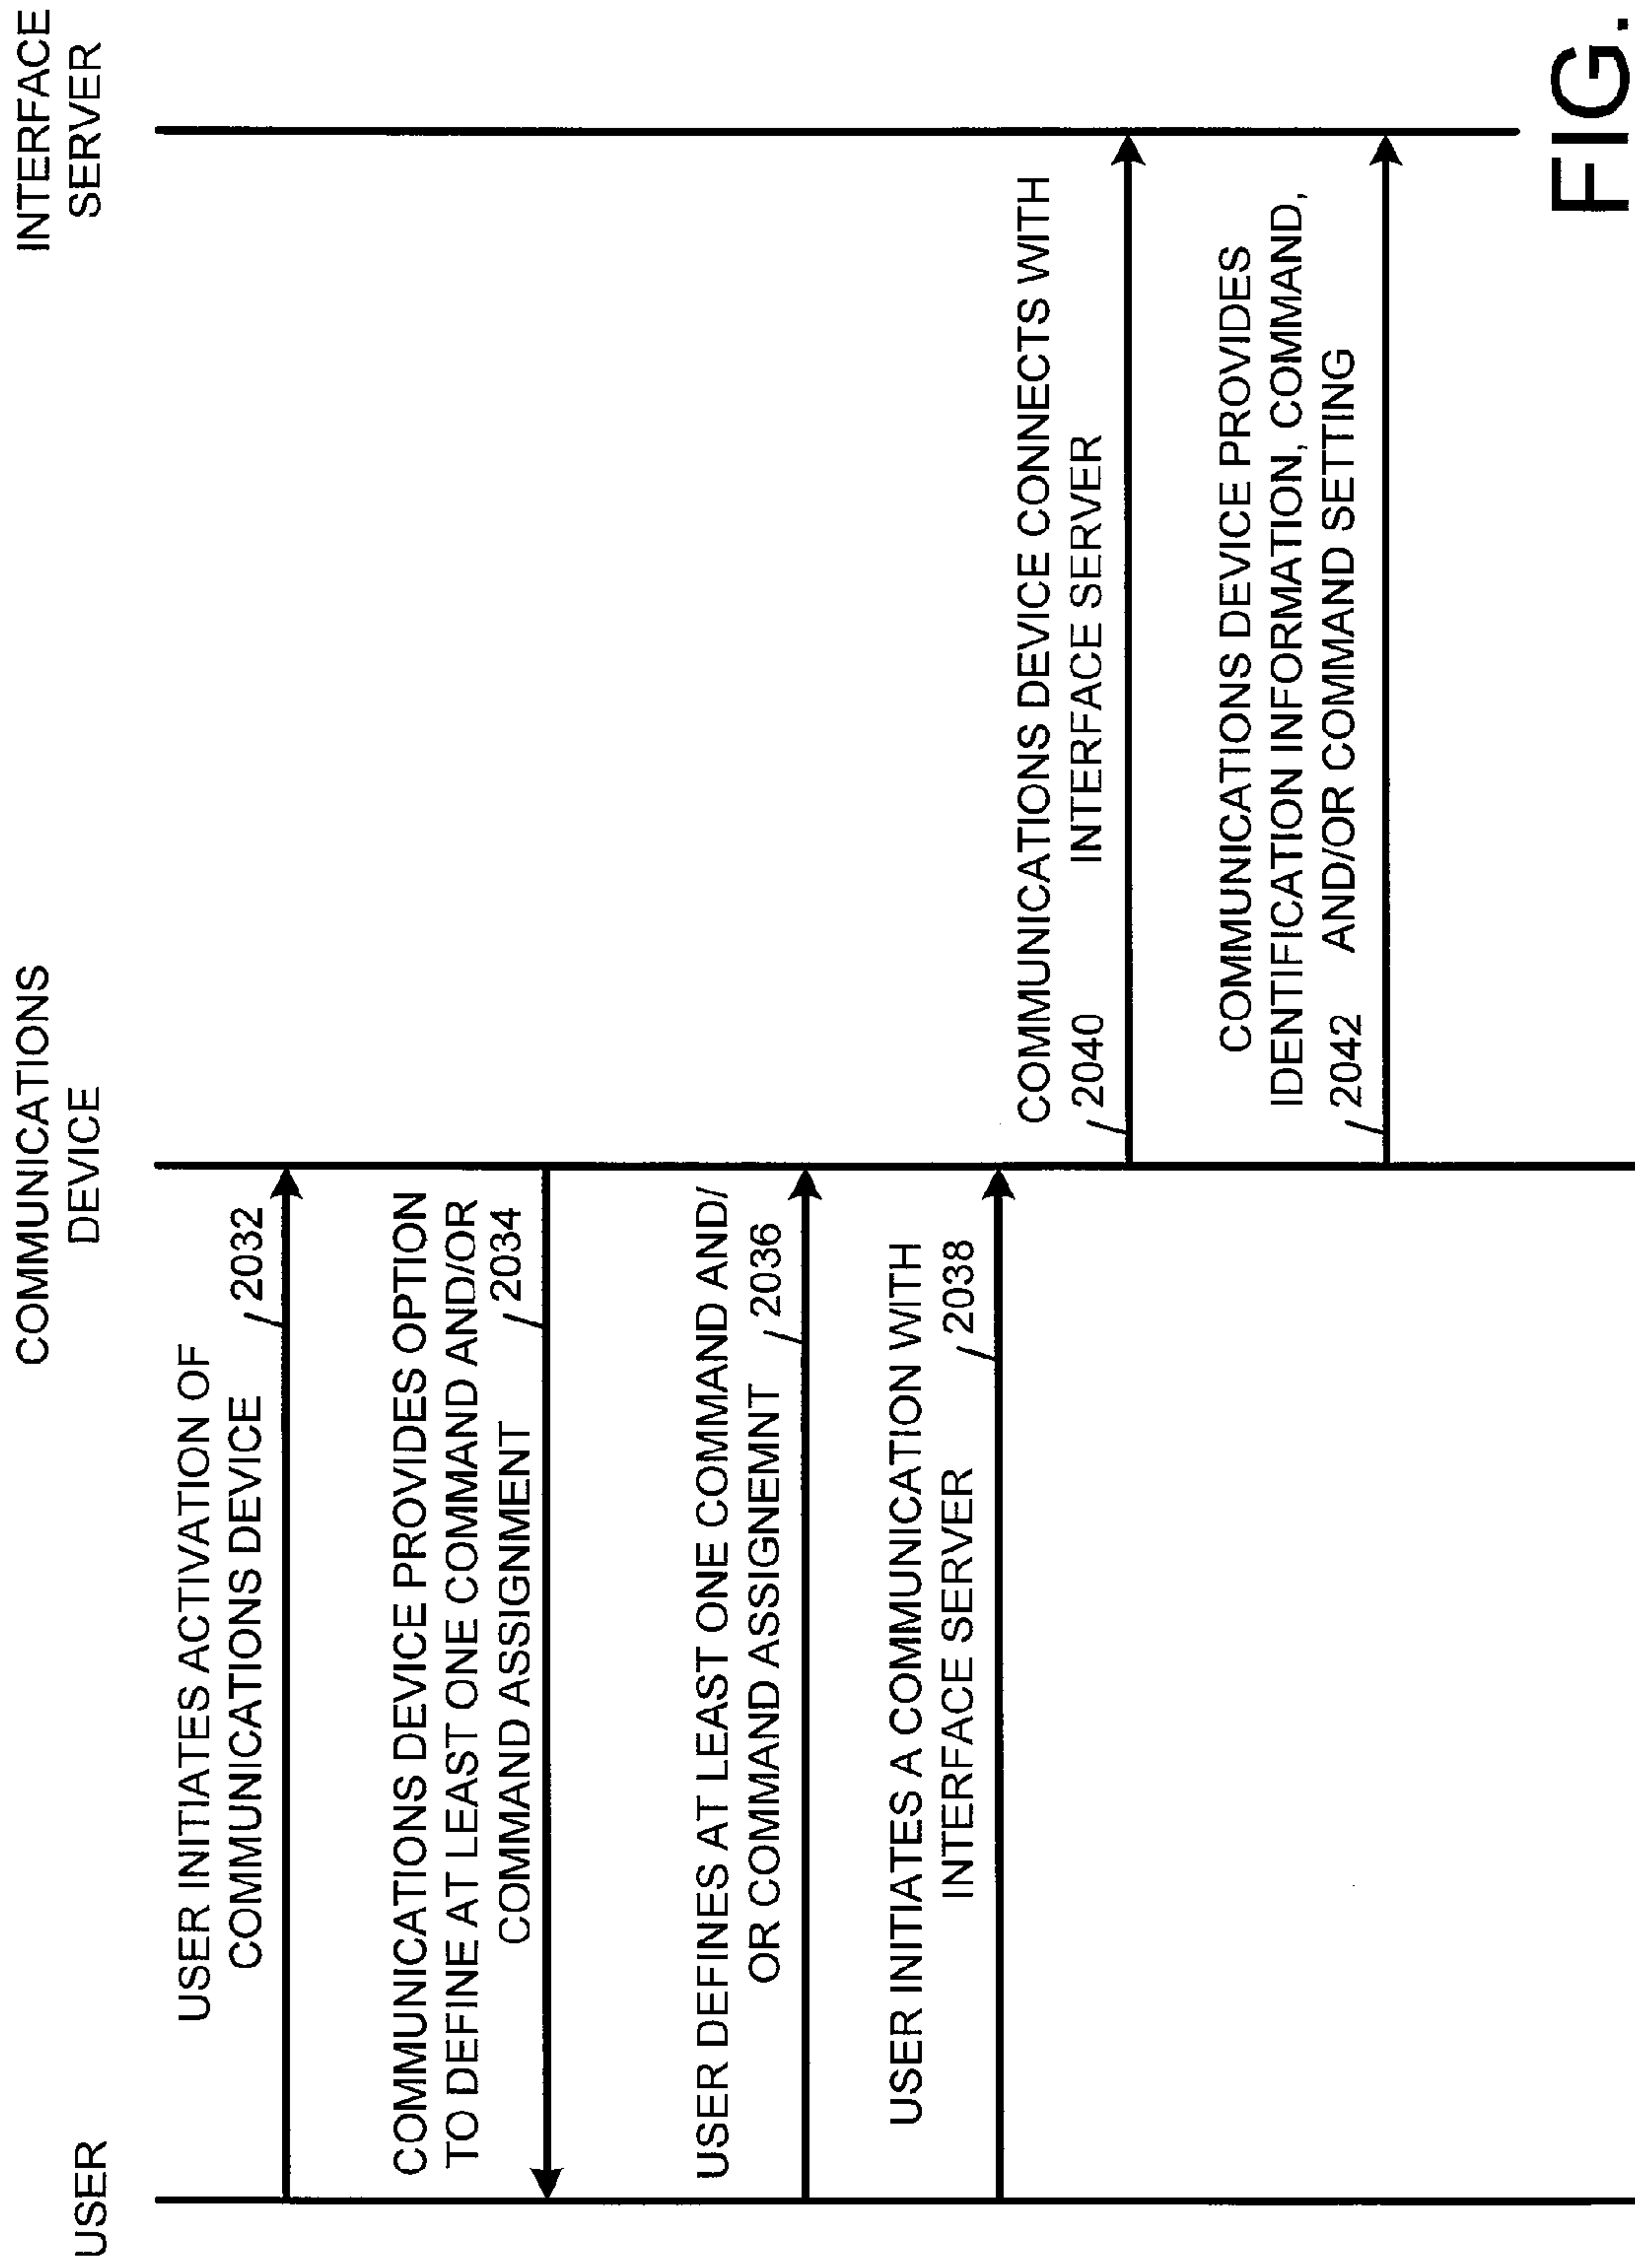 USER
COMMUNICATIONS
DEVICE
INTERFACE
SERVER
USER INITIATES ACTIVATION OF
COMMUNICATIONS DEVICE
2032
COMMUNICATIONS DEVICE PROVIDES OPTION
TO DEFINE AT LEAST ONE COMMAND AND/OR
COMMAND ASSIGNMENT
2034
USER DEFINES AT LEAST ONE COMMAND AND/
OR COMMAND ASSIGNEMNT
2036
USER INITIATES A COMMUNICATION WITH
INTERFACE SERVER
2038
COMMUNICATIONS DEVICE CONNECTS WITH
2040 INTERFACE SERVER
COMMUNICATIONS DEVICE PROVIDES
IDENTIFICATION INFORMATION, COMMAND,
2042 AND/OR COMMAND SETTING
FIG.